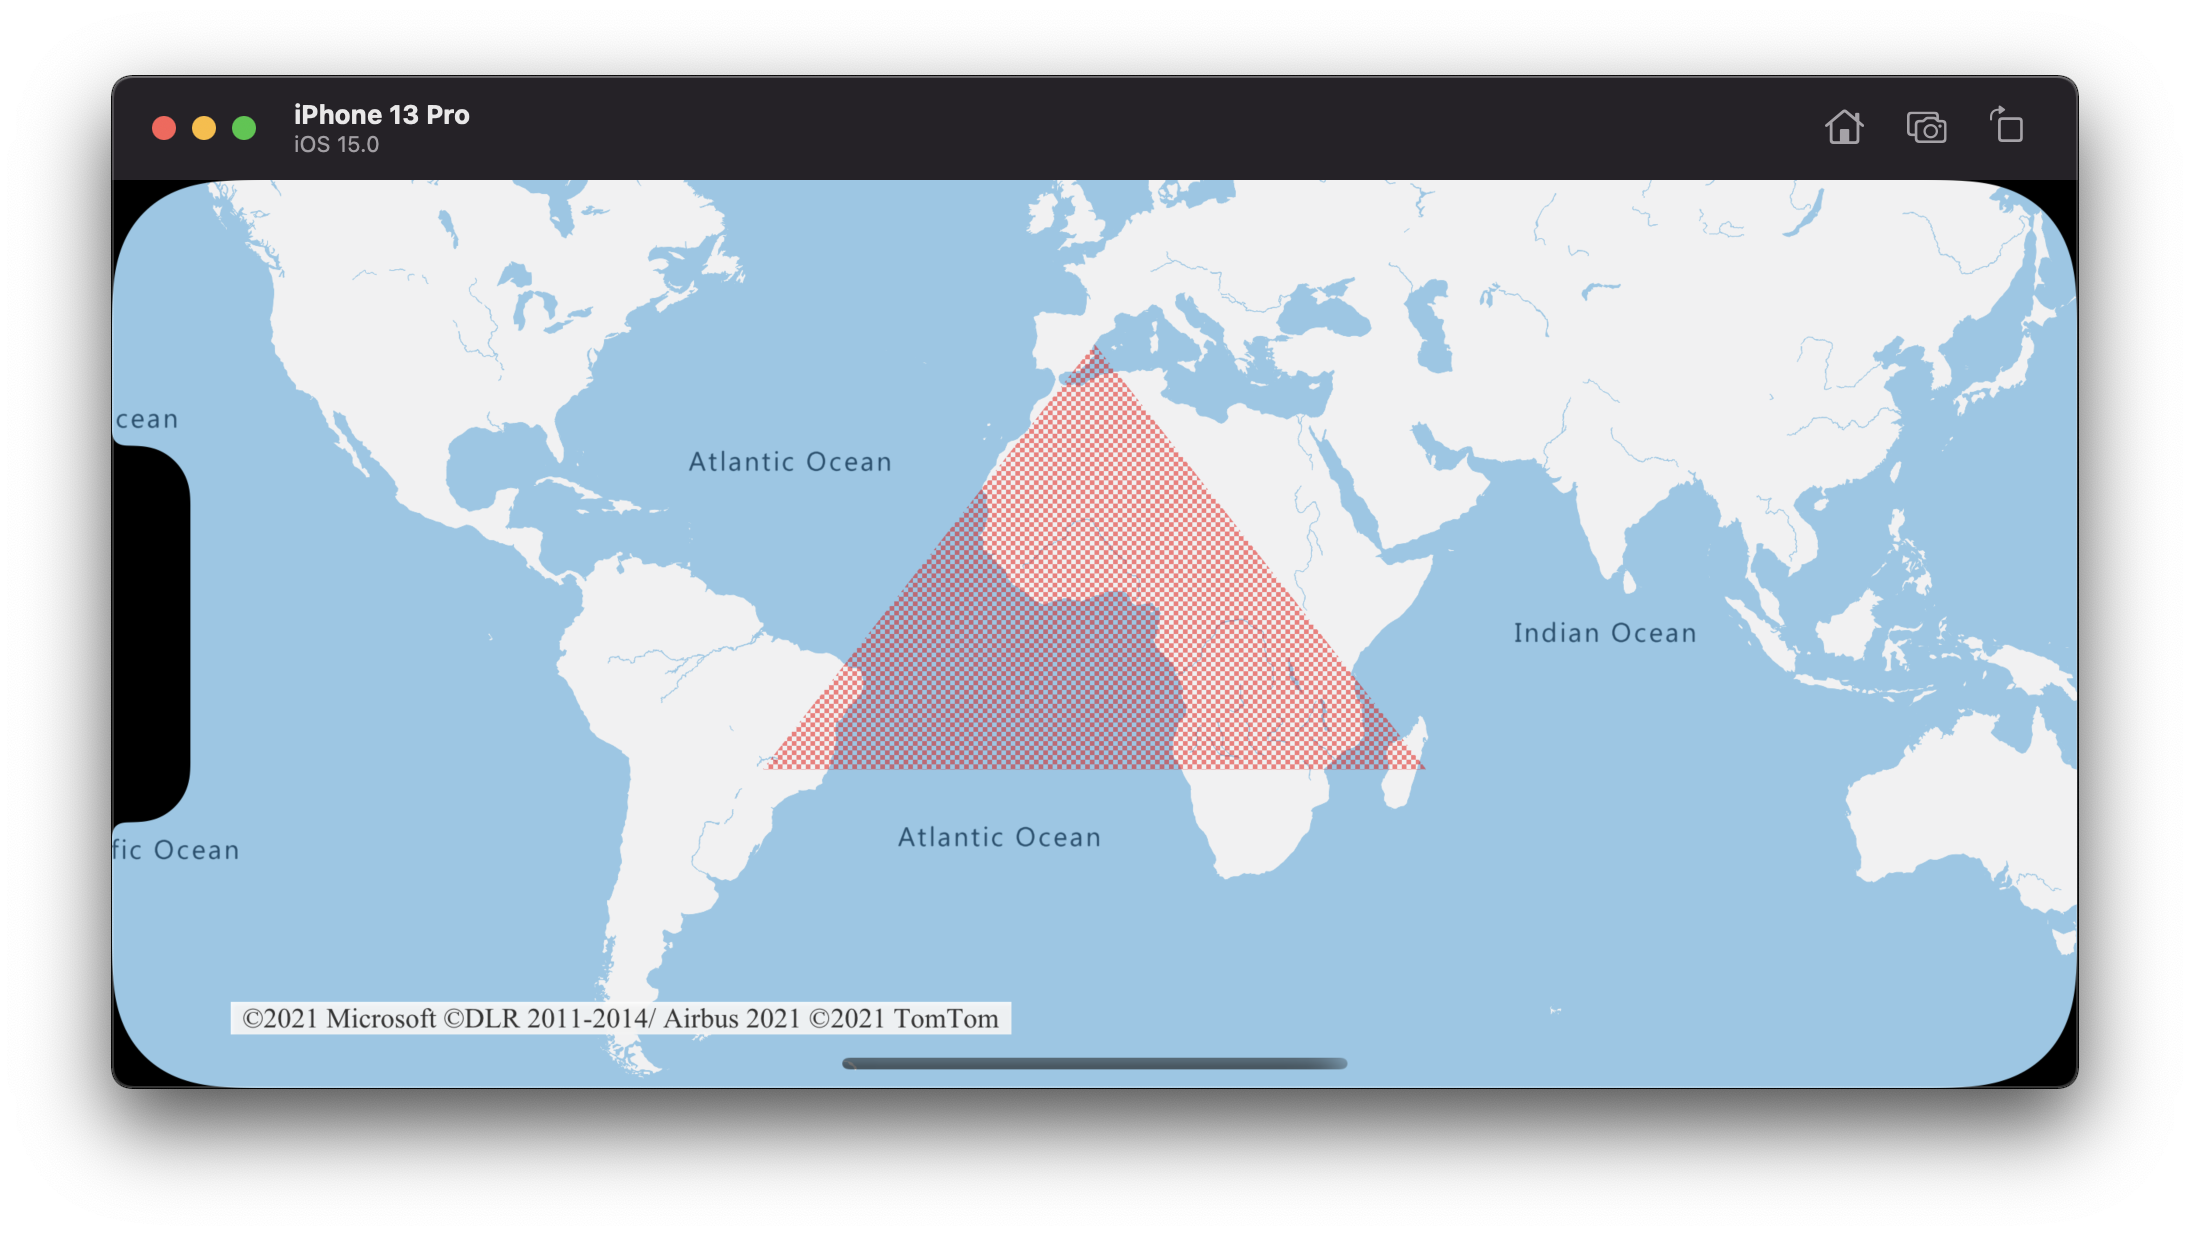 iPhone 13 Pro
iOS 15.0
cean
Atlantic Ocean
Indian Ocean
Atlantic Ocean
fic Ocean
©2021 Microsoft ©DLR 2011-2014/ Airbus 2021 ©2021 TomTom